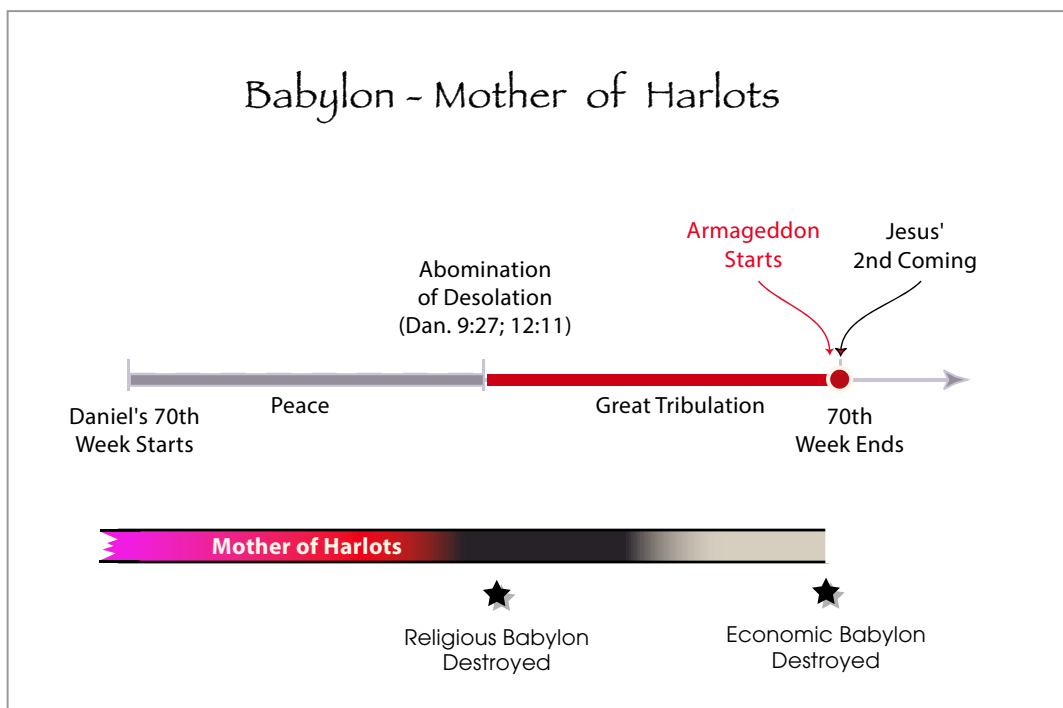 Babylon - Mother of Harlots
Armageddon
Starts
Jesus'
2nd Coming
Abomination
of Desolation
(Dan. 9:27; 12:11)
Peace
Great Tribulation
Daniel's 70th
Week Starts
70th
Week Ends
Mother of Harlots
Religious Babylon
Destroyed
Economic Babylon
Destroyed